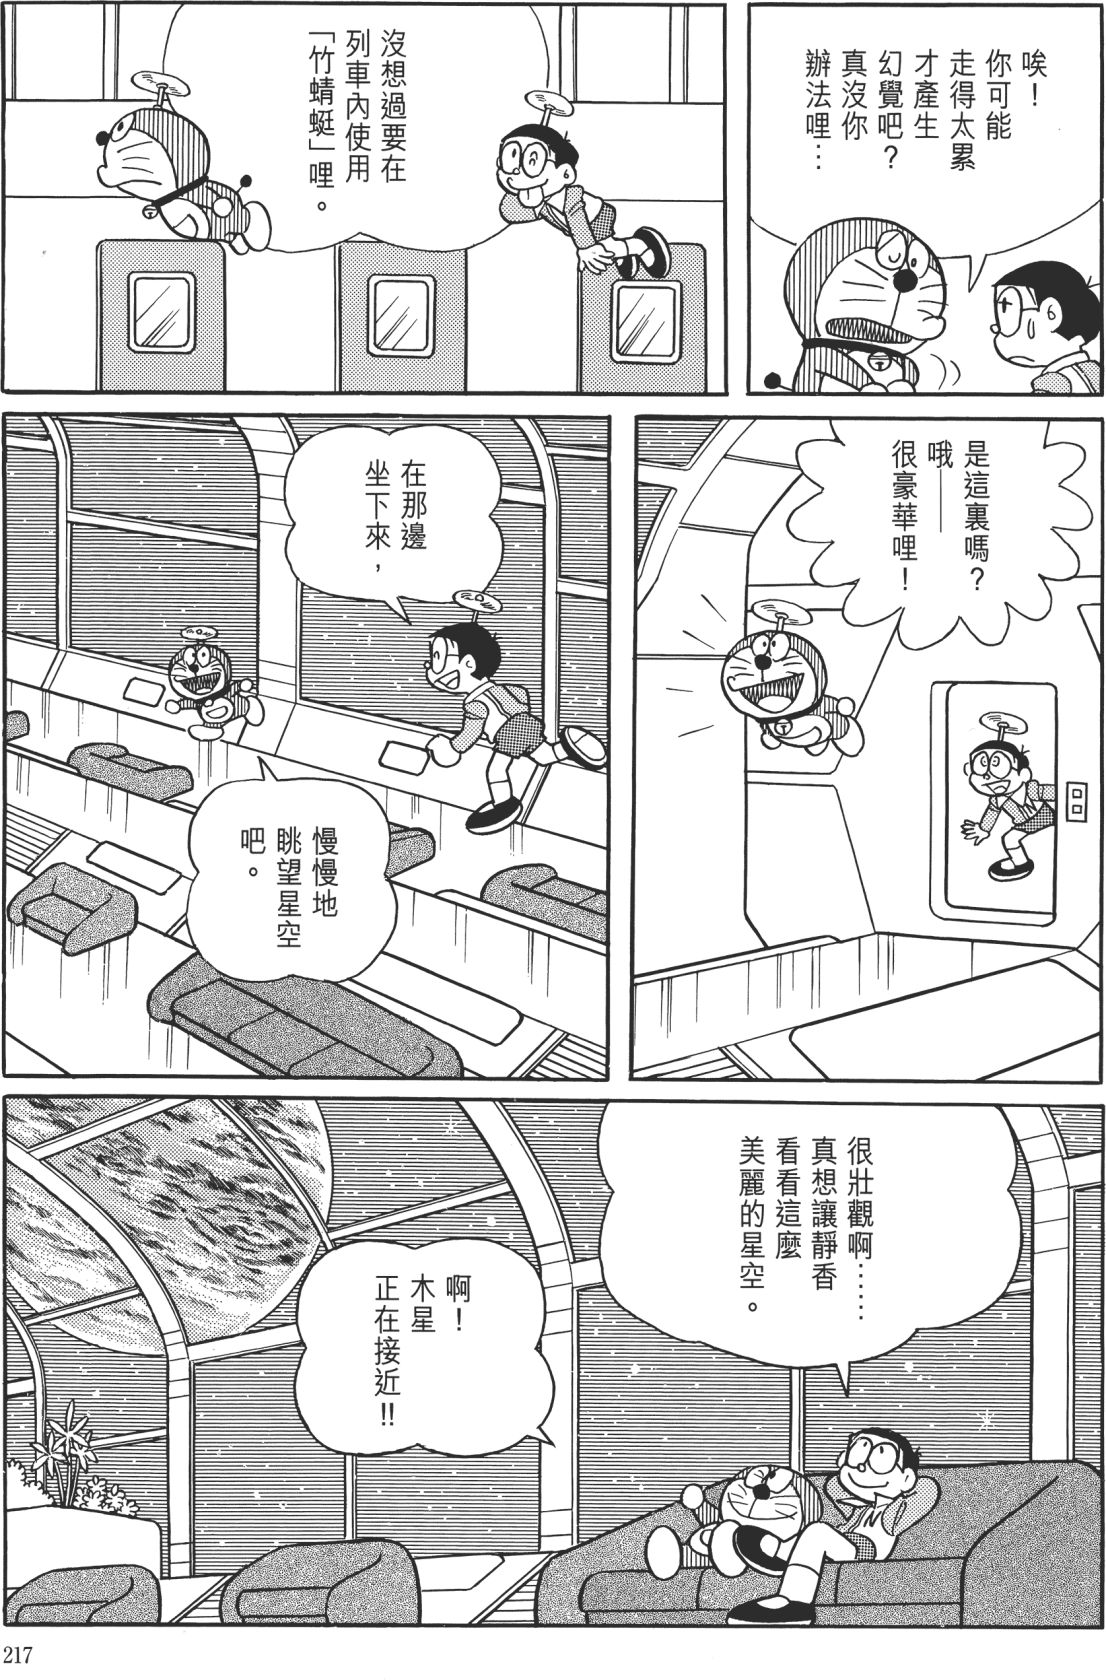 唉！
你可能
走得太累
才產生
幻覺吧？
真沒你
辦法哩…
沒想過要在
列車內使用
「竹蜻蜓」哩。
是這裏嗎？
哦——
很豪華哩！
在那邊
坐下來，
慢慢地
眺望星空
吧。
很壯觀啊……
真想讓靜香
看看這麼
美麗的星空。
啊！
木星
正在接近!!
217